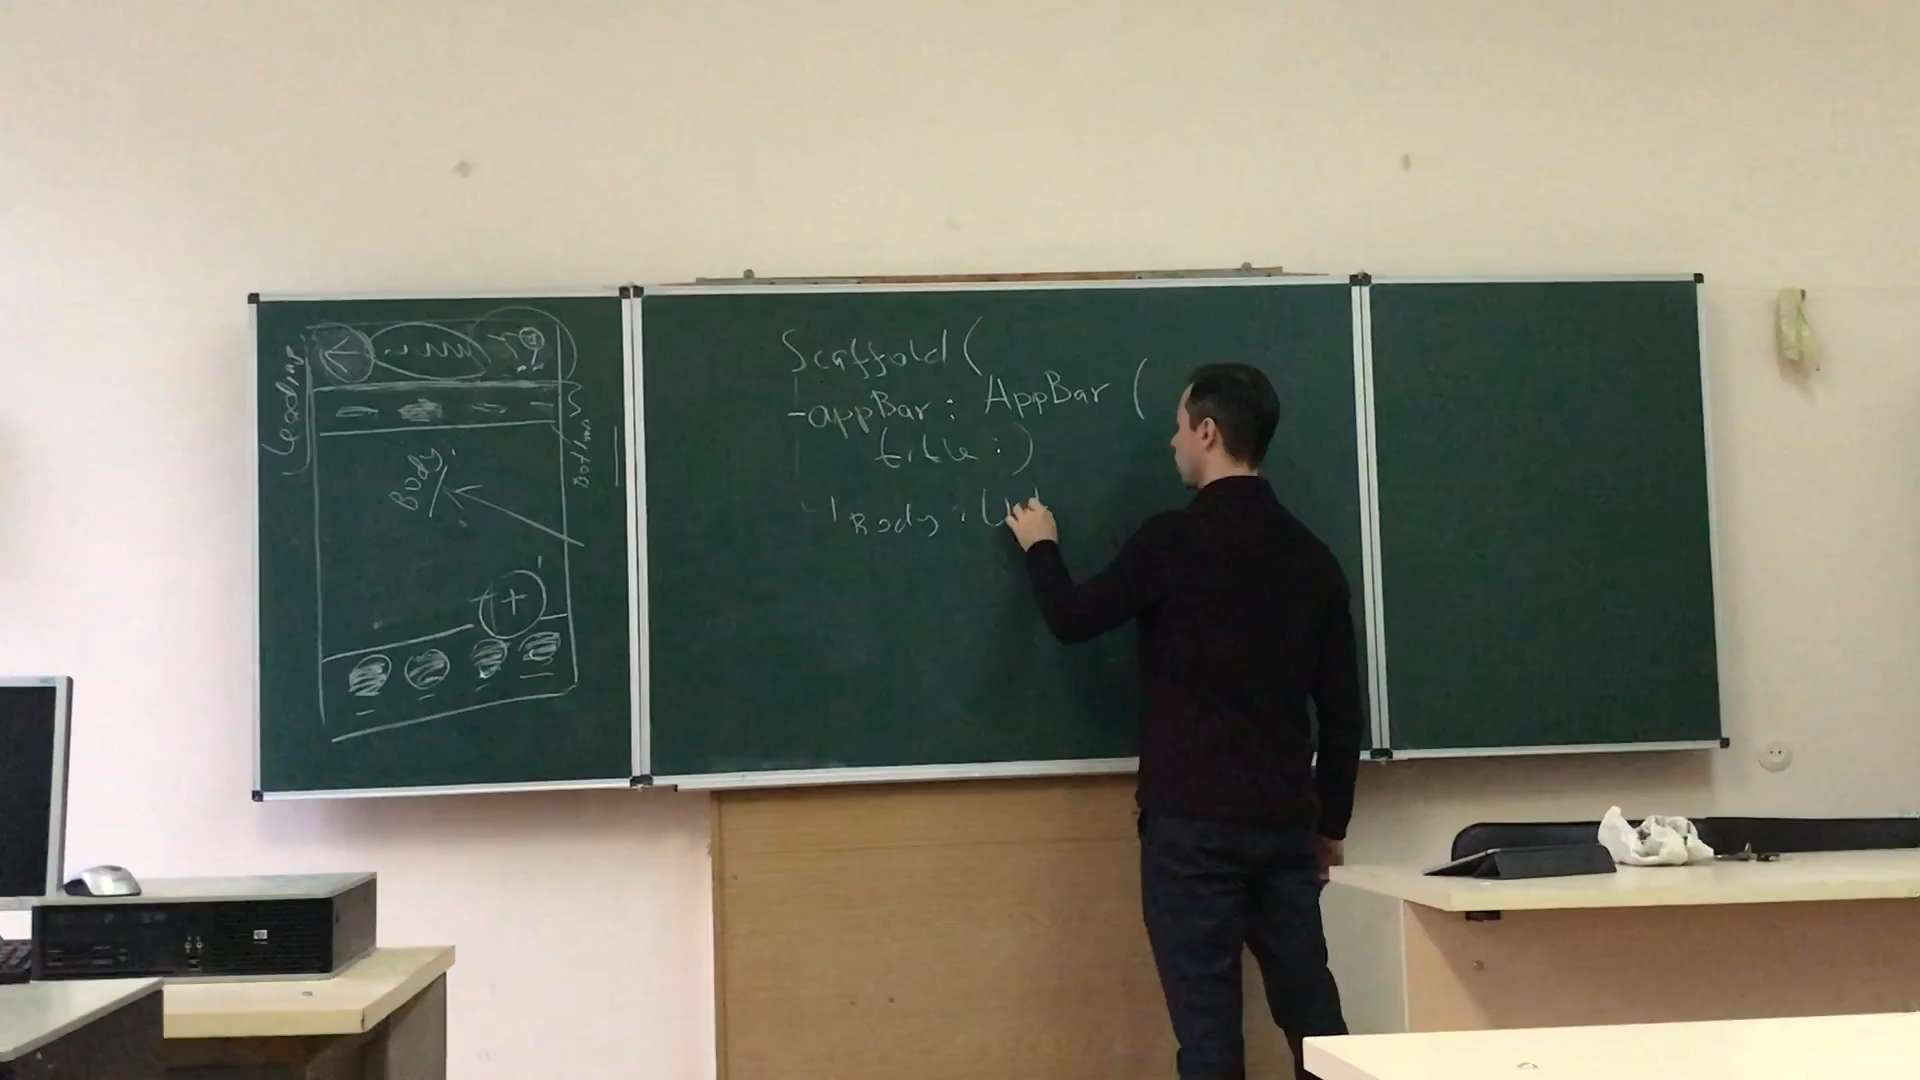 Leading
Body:
Bottom
Scaffold (
appBar: AppBar (
title: )
Body: